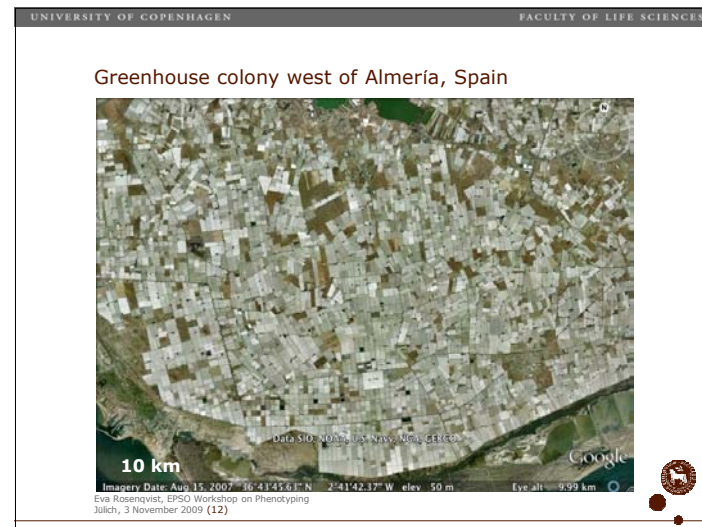 UNIVERSITY OF COPENHAGEN
FACULTY OF LIFE SCIENCES
Greenhouse colony west of Almería, Spain
N
Data SIO, NOAA, U.S. Navy, NGA, GEBCO
Google
10 km
Imagery Date: Aug 15, 2007 36°43'45.63" N 2°41'42.37" W elev 50 m Eye alt 9.99 km
Eva Rosenqvist, EPSO Workshop on Phenotyping
Jülich, 3 November 2009 (12)